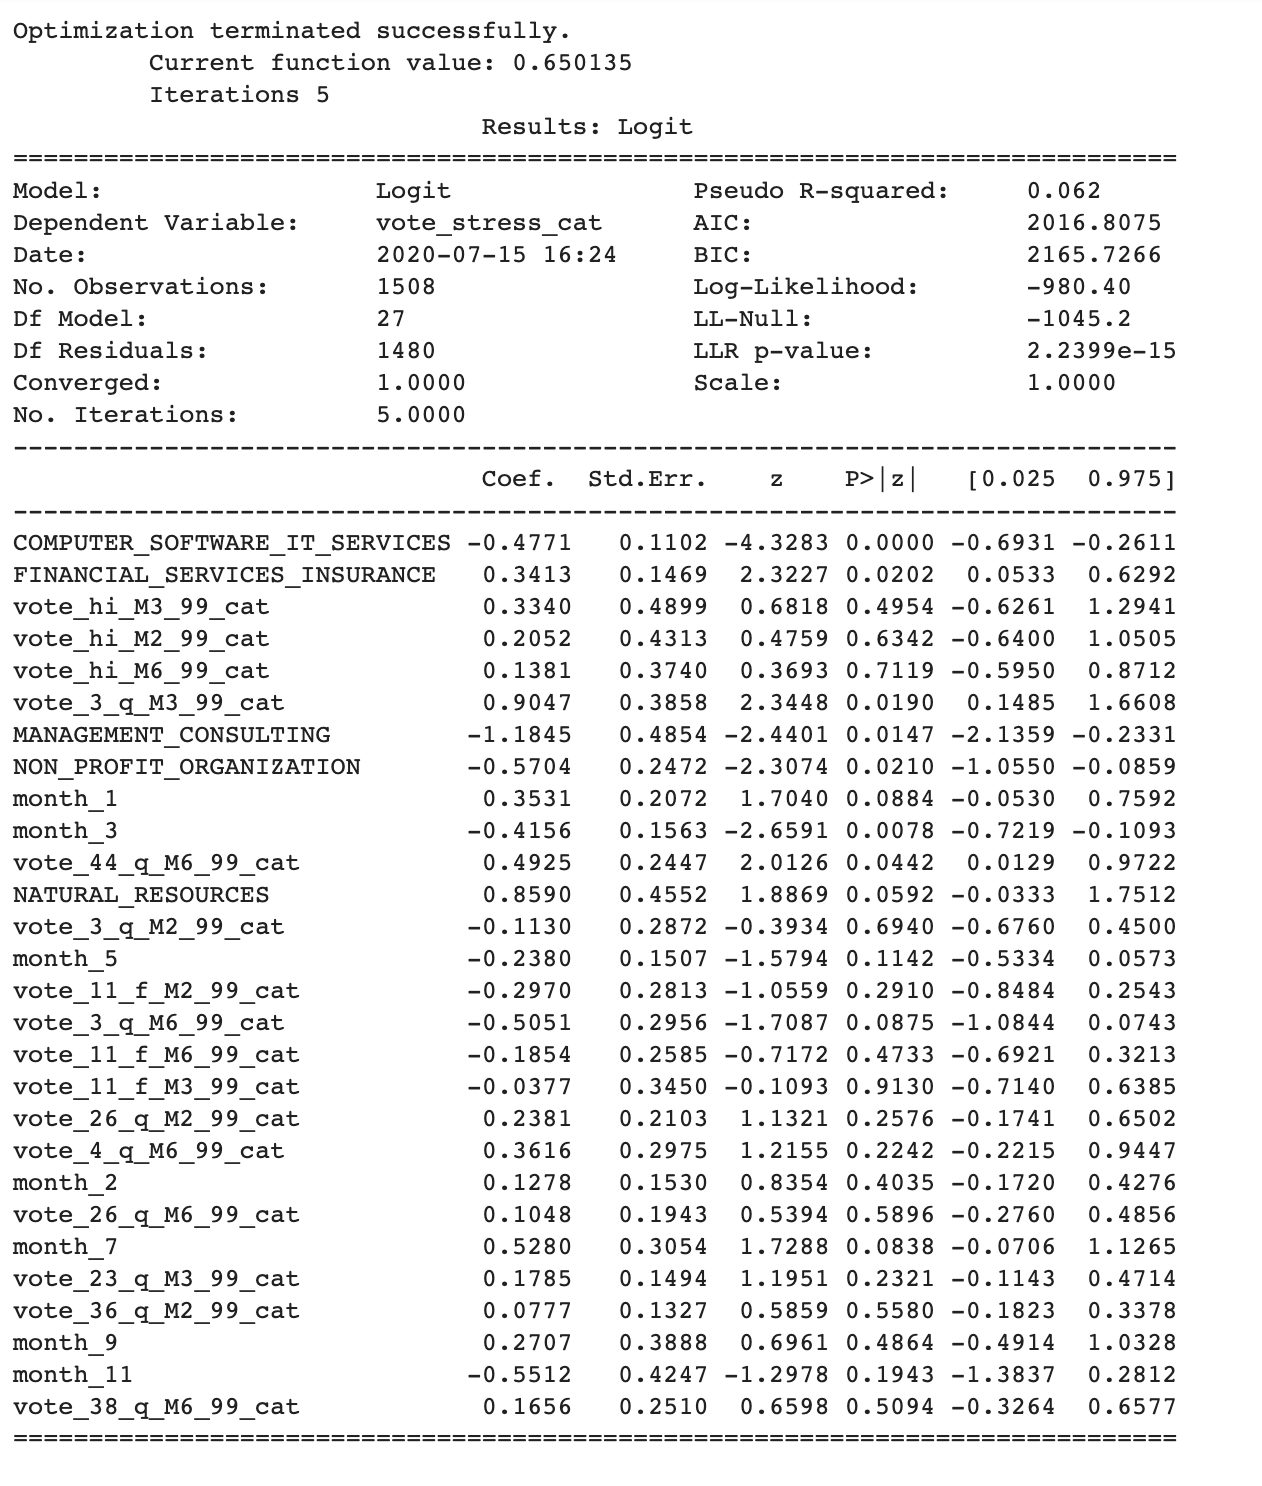 Optimization terminated successfully.
Current function value: 0.650135
Iterations 5
Results: Logit
=============================================================================
Model: Logit Pseudo R-squared: 0.062
Dependent Variable: vote_stress_cat AIC: 2016.8075
Date: 2020-07-15 16:24 BIC: 2165.7266
No. Observations: 1508 Log-Likelihood: -980.40
Df Model: 27 LL-Null: -1045.2
Df Residuals: 1480 LLR p-value: 2.2399e-15
Converged: 1.0000 Scale: 1.0000
No. Iterations: 5.0000
-----------------------------------------------------------------------------
Coef. Std.Err. z P>|z| [0.025 0.975]
-----------------------------------------------------------------------------
COMPUTER_SOFTWARE_IT_SERVICES -0.4771 0.1102 -4.3283 0.0000 -0.6931 -0.2611
FINANCIAL_SERVICES_INSURANCE 0.3413 0.1469 2.3227 0.0202 0.0533 0.6292
vote_hi_M3_99_cat 0.3340 0.4899 0.6818 0.4954 -0.6261 1.2941
vote_hi_M2_99_cat 0.2052 0.4313 0.4759 0.6342 -0.6400 1.0505
vote_hi_M6_99_cat 0.1381 0.3740 0.3693 0.7119 -0.5950 0.8712
vote_3_q_M3_99_cat 0.9047 0.3858 2.3448 0.0190 0.1485 1.6608
MANAGEMENT_CONSULTING -1.1845 0.4854 -2.4401 0.0147 -2.1359 -0.2331
NON_PROFIT_ORGANIZATION -0.5704 0.2472 -2.3074 0.0210 -1.0550 -0.0859
month_1 0.3531 0.2072 1.7040 0.0884 -0.0530 0.7592
month_3 -0.4156 0.1563 -2.6591 0.0078 -0.7219 -0.1093
vote_44_q_M6_99_cat 0.4925 0.2447 2.0126 0.0442 0.0129 0.9722
NATURAL_RESOURCES 0.8590 0.4552 1.8869 0.0592 -0.0333 1.7512
vote_3_q_M2_99_cat -0.1130 0.2872 -0.3934 0.6940 -0.6760 0.4500
month_5 -0.2380 0.1507 -1.5794 0.1142 -0.5334 0.0573
vote_11_f_M2_99_cat -0.2970 0.2813 -1.0559 0.2910 -0.8484 0.2543
vote_3_q_M6_99_cat -0.5051 0.2956 -1.7087 0.0875 -1.0844 0.0743
vote_11_f_M6_99_cat -0.1854 0.2585 -0.7172 0.4733 -0.6921 0.3213
vote_11_f_M3_99_cat -0.0377 0.3450 -0.1093 0.9130 -0.7140 0.6385
vote_26_q_M2_99_cat 0.2381 0.2103 1.1321 0.2576 -0.1741 0.6502
vote_4_q_M6_99_cat 0.3616 0.2975 1.2155 0.2242 -0.2215 0.9447
month_2 0.1278 0.1530 0.8354 0.4035 -0.1720 0.4276
vote_26_q_M6_99_cat 0.1048 0.1943 0.5394 0.5896 -0.2760 0.4856
month_7 0.5280 0.3054 1.7288 0.0838 -0.0706 1.1265
vote_23_q_M3_99_cat 0.1785 0.1494 1.1951 0.2321 -0.1143 0.4714
vote_36_q_M2_99_cat 0.0777 0.1327 0.5859 0.5580 -0.1823 0.3378
month_9 0.2707 0.3888 0.6961 0.4864 -0.4914 1.0328
month_11 -0.5512 0.4247 -1.2978 0.1943 -1.3837 0.2812
vote_38_q_M6_99_cat 0.1656 0.2510 0.6598 0.5094 -0.3264 0.6577
=============================================================================